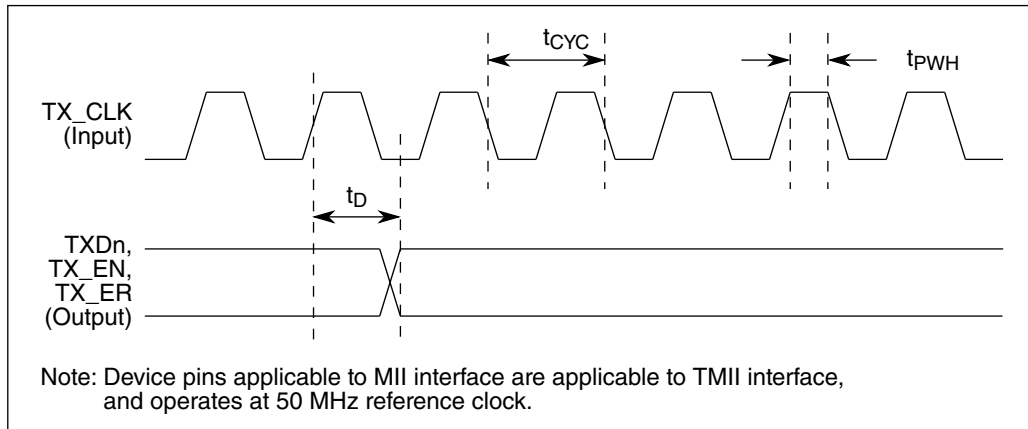 tCYC
tPWH
TX_CLK
(Input)
tD
TXDn,
TX_EN,
TX_ER
(Output)
Note: Device pins applicable to MII interface are applicable to TMII interface,
and operates at 50 MHz reference clock.